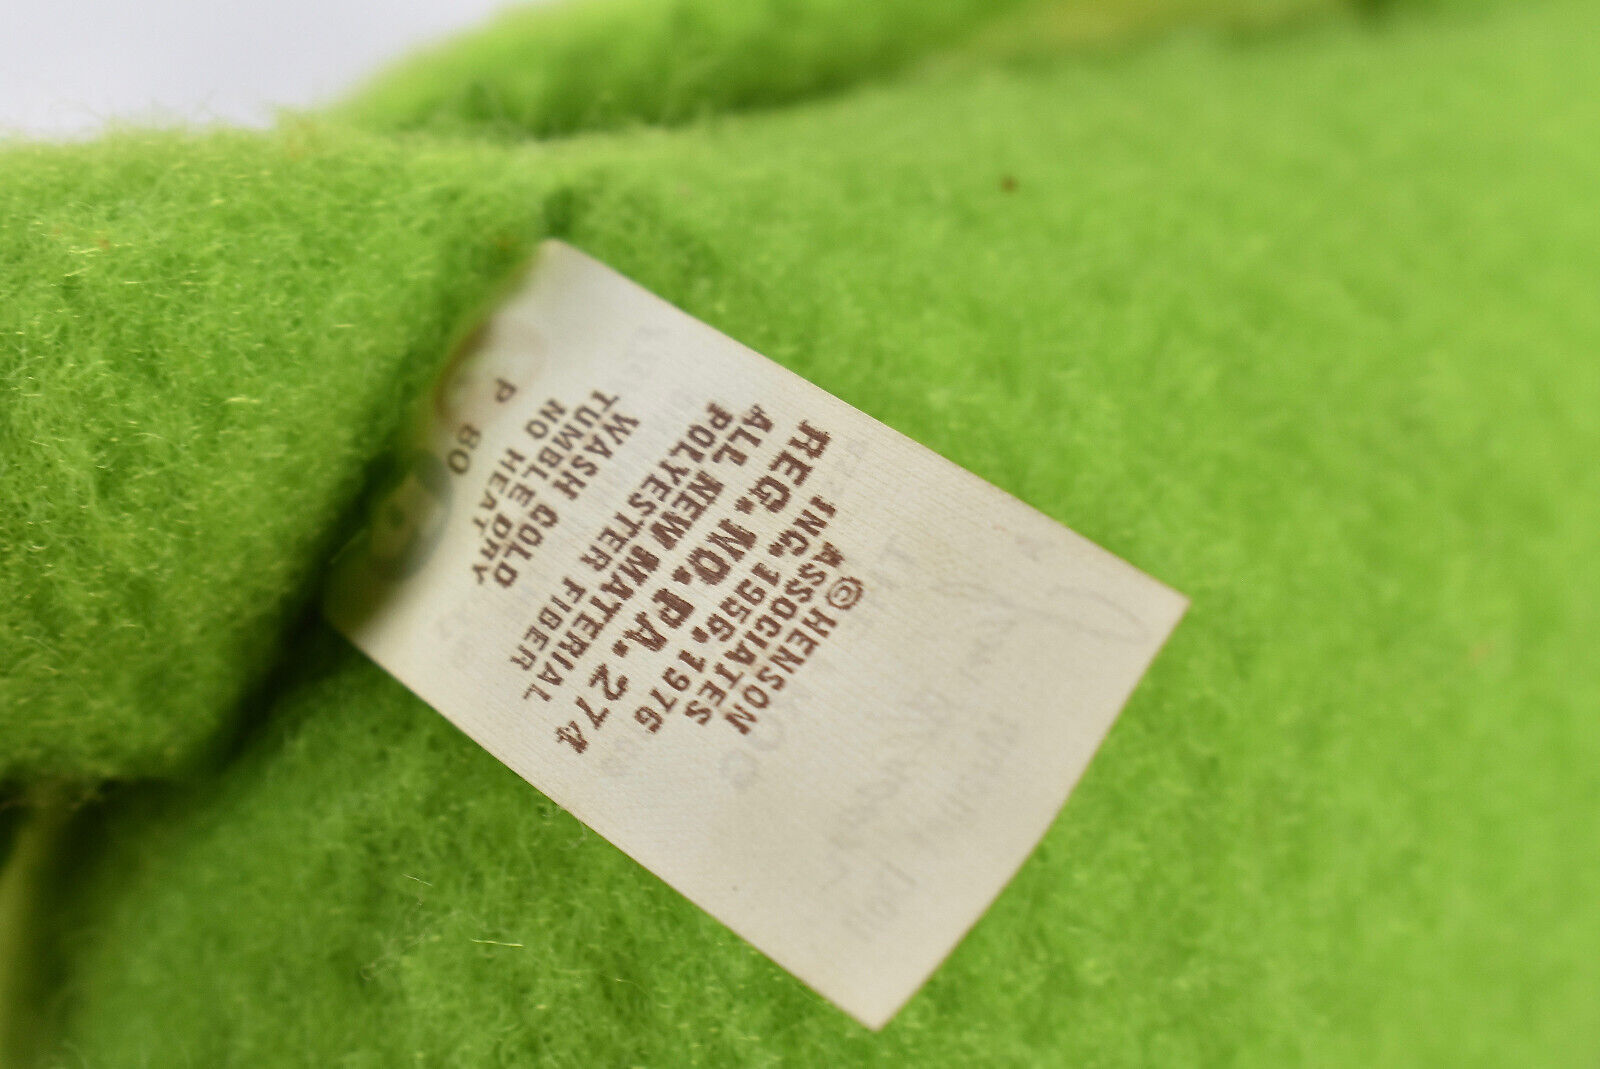 © HENSON
ASSOCIATES
INC. 1956, 1976
REG. NO. PA. 274
ALL NEW MATERIAL
POLYESTER FIBER
WASH COLD
TUMBLE DRY
NO HEAT
P 80